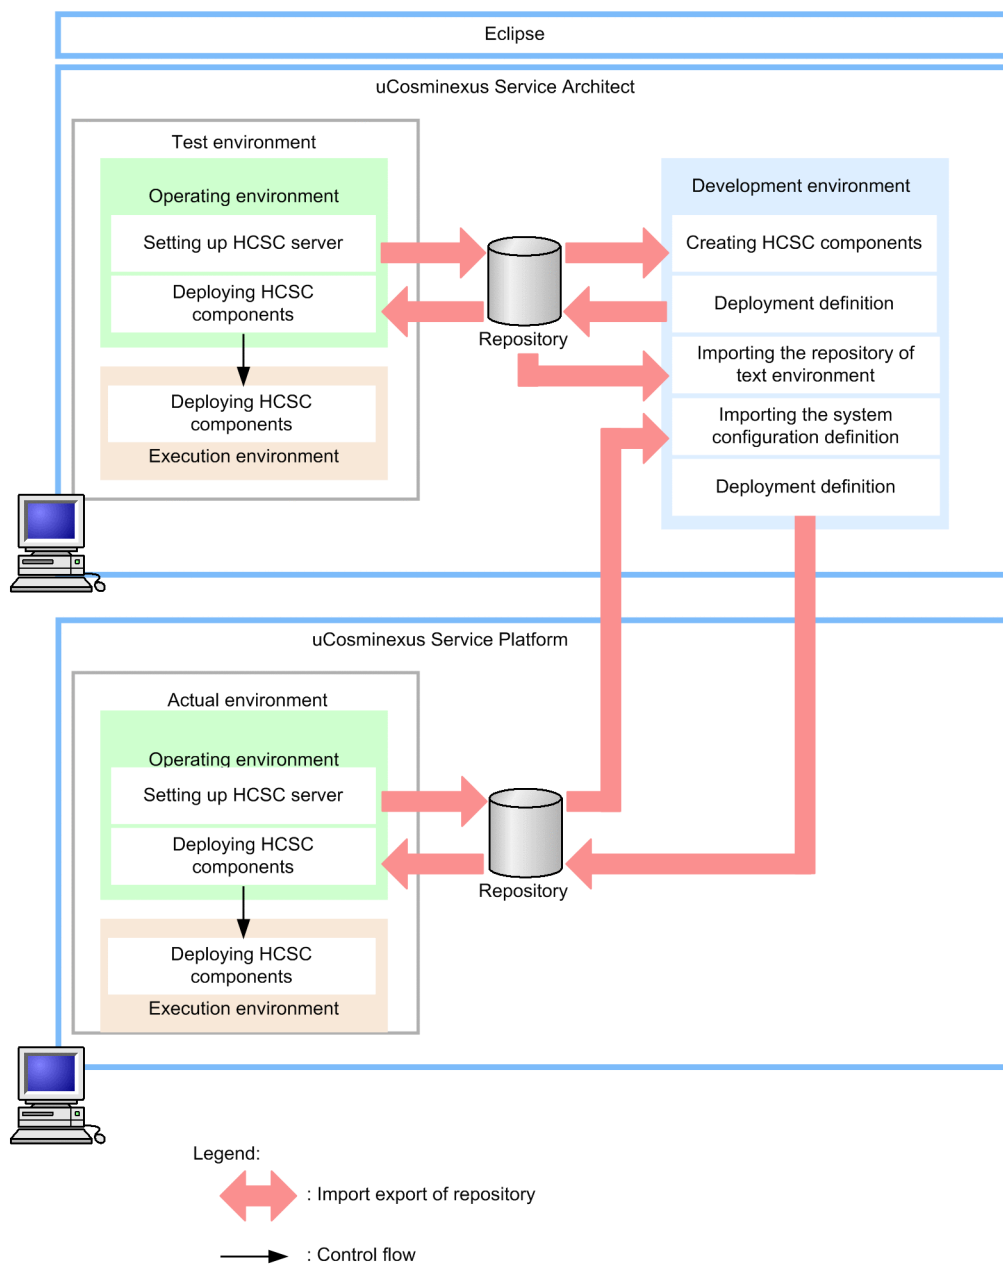 Eclipse
uCosminexus Service Architect
Test environment
Operating environment
Setting up HCSC server
Deploying HCSC
components
Deploying HCSC
components
Execution environment
Repository
Development environment
Creating HCSC components
Deployment definition
Importing the repository of
text environment
Importing the system
configuration definition
Deployment definition
uCosminexus Service Platform
Actual environment
Operating environment
Setting up HCSC server
Deploying HCSC
components
Deploying HCSC
components
Execution environment
Repository
Legend:
: Import export of repository
: Control flow